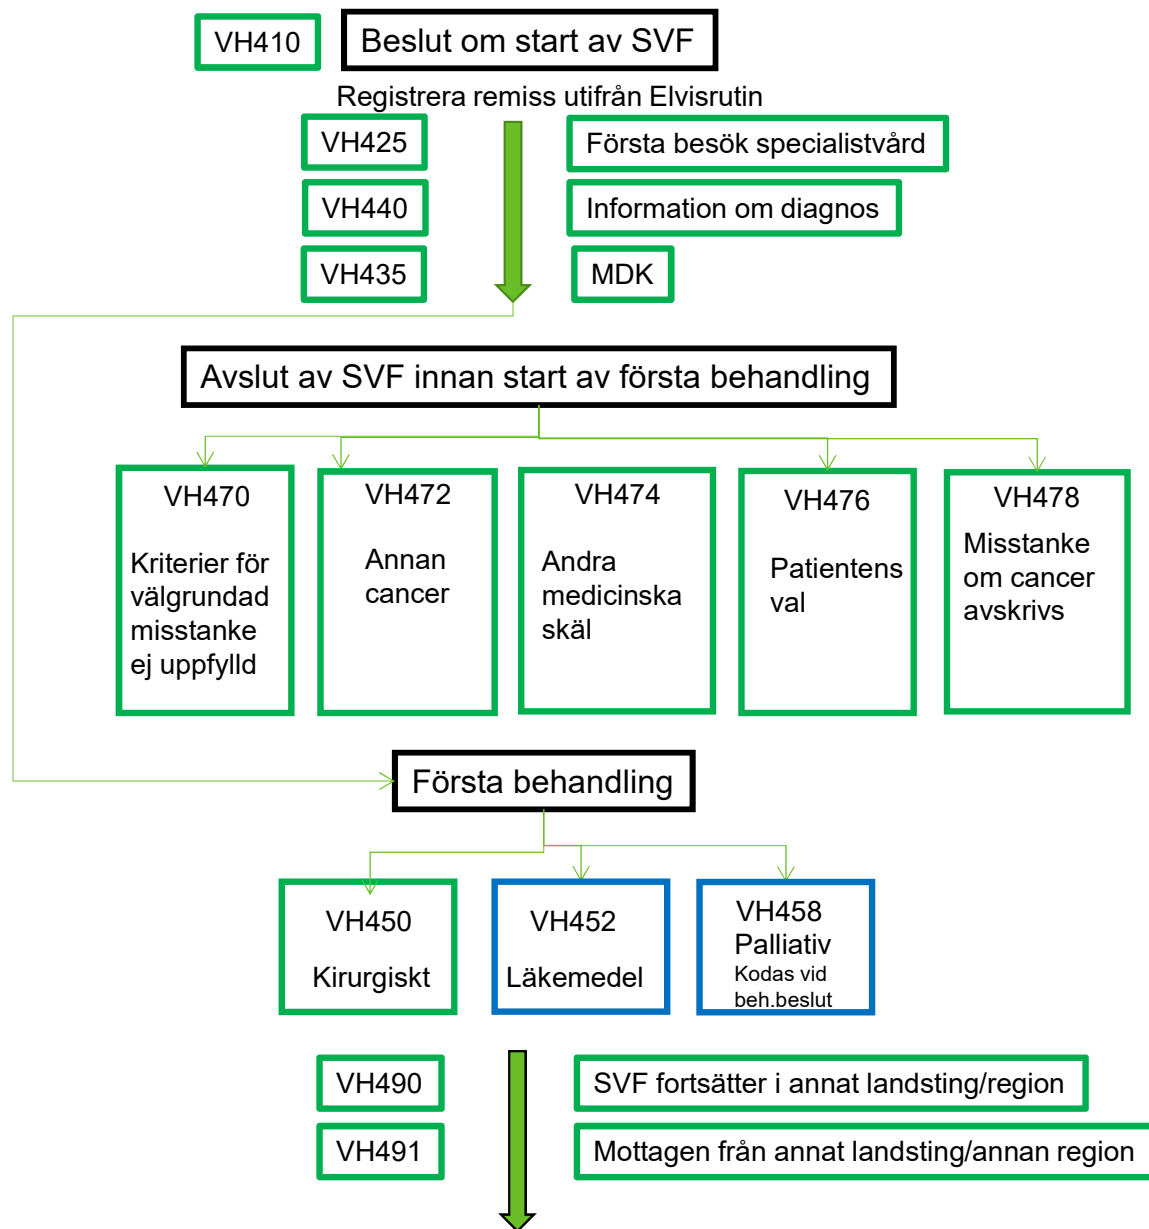 VH410
Beslut om start av SVF
Registrera remiss utifrån Elvisrutin
VH425
Första besök specialistvård
VH440
Information om diagnos
VH435
MDK
Avslut av SVF innan start av första behandling
VH470
Kriterier för
välgrundad
misstanke
ej uppfylld
VH472
Annan
cancer
VH474
Andra
medicinska
skäl
VH476
Patientens
val
VH478
Misstanke
om cancer
avskrivs
Första behandling
VH450
Kirurgiskt
VH452
Läkemedel
VH458
Palliativ
Kodas vid
beh.beslut
VH490
SVF fortsätter i annat landsting/region
VH491
Mottagen från annat landsting/annan region